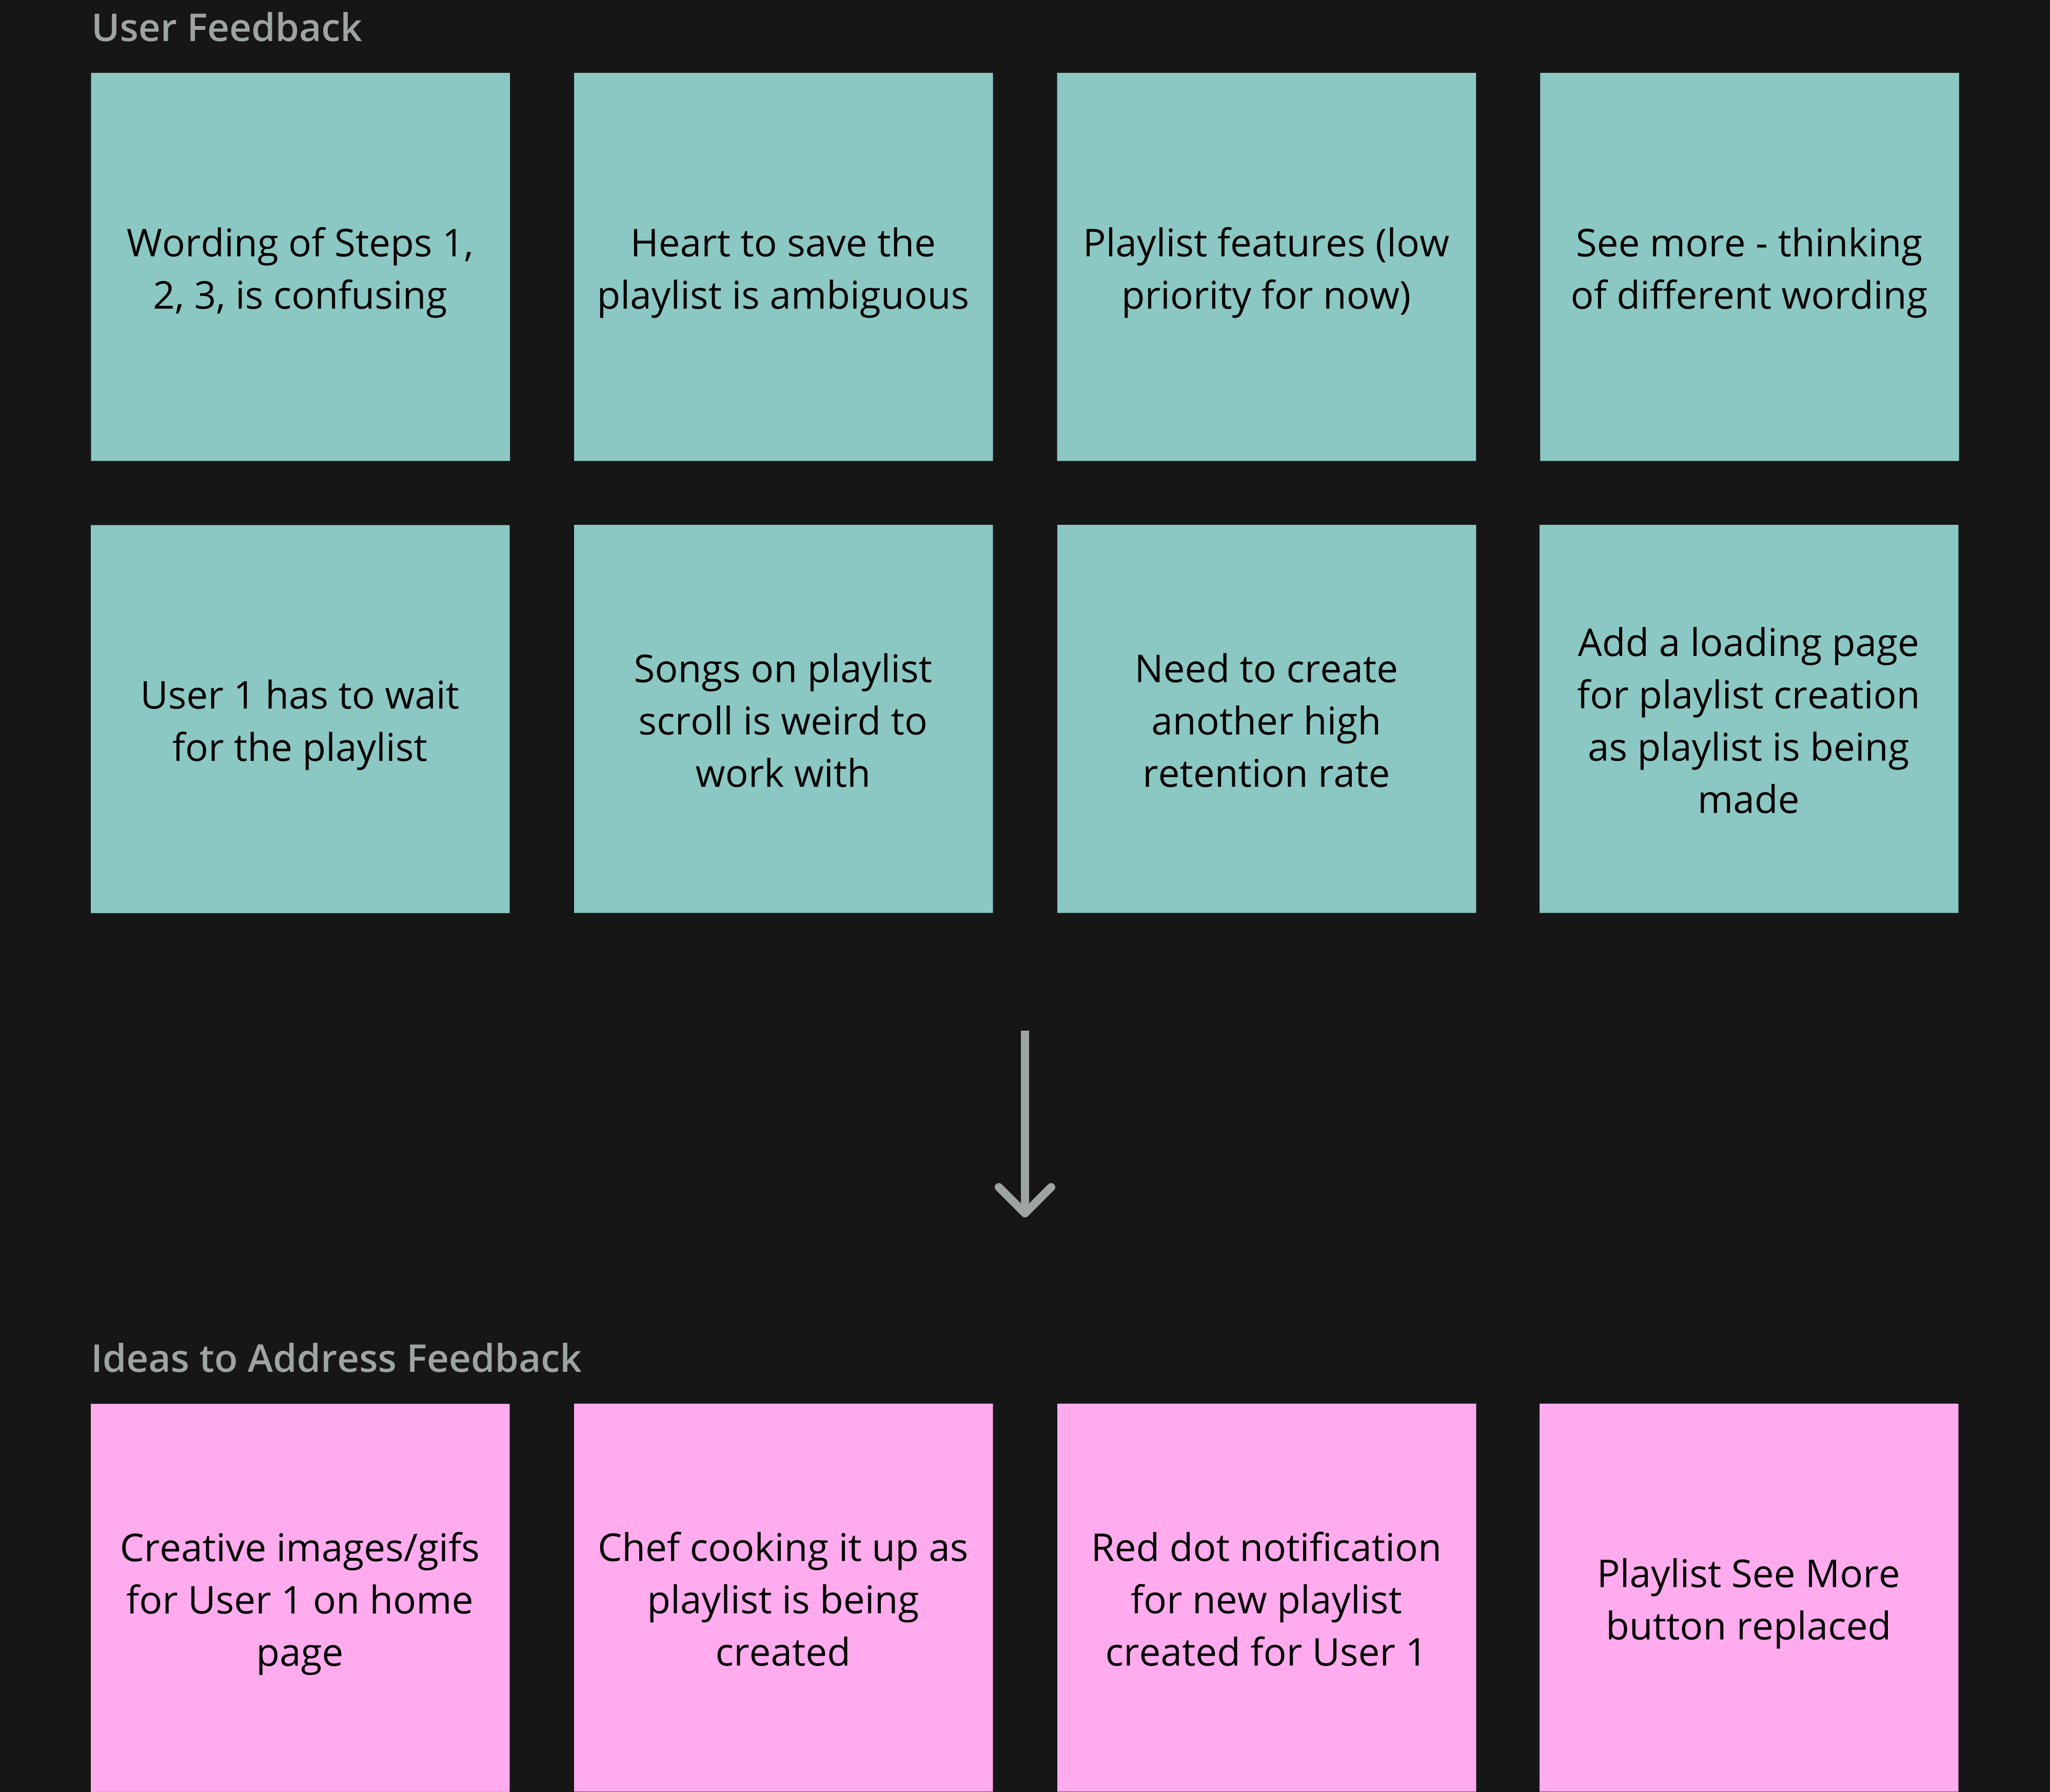 User Feedback
Wording of Steps 1,
2, 3, is confusing
Heart to save the
playlist is ambiguous
Playlist features (low
priority for now)
See more - thinking
of different wording
User 1 has to wait
for the playlist
Songs on playlist
scroll is weird to
work with
Need to create
another high
retention rate
Add a loading page
for playlist creation
as playlist is being
made
Ideas to Address Feedback
Creative images/gifs
for User 1 on home
page
Chef cooking it up as
playlist is being
created
Red dot notification
for new playlist
created for User 1
Playlist See More
button replaced